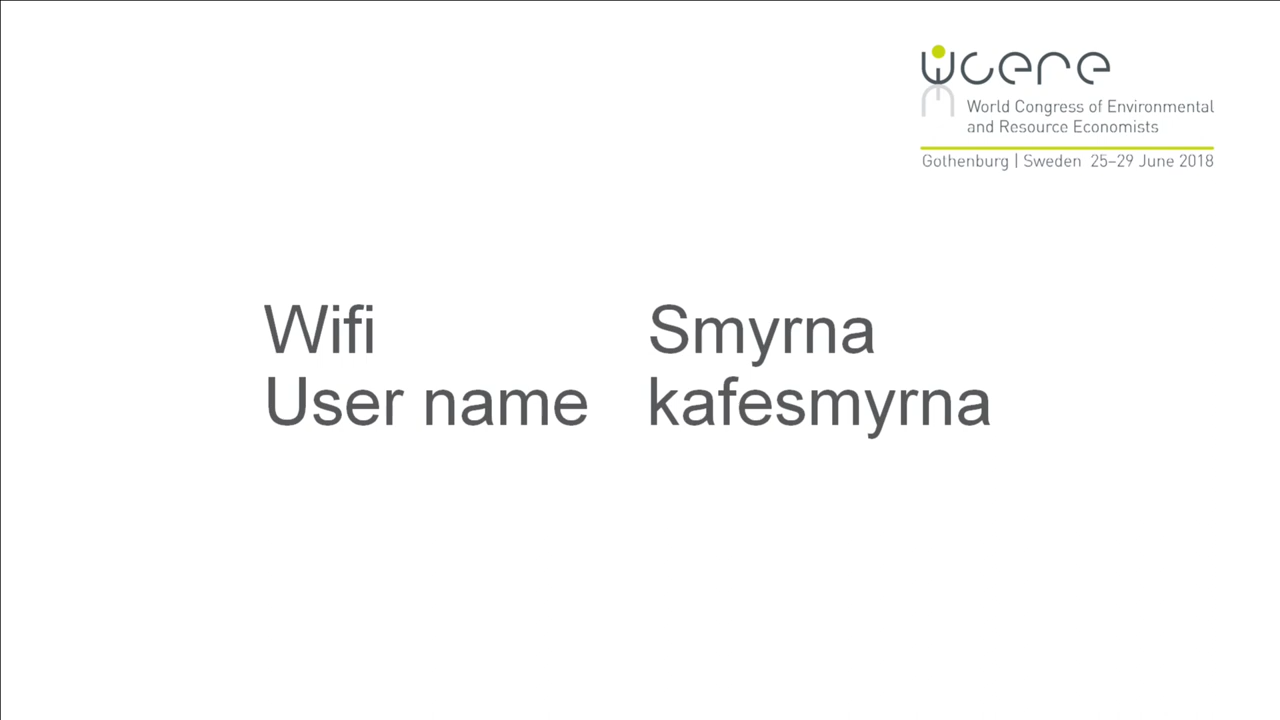 wcere
World Congress of Environmental
and Resource Economists
Gothenburg | Sweden 25–29 June 2018
Wifi Smyrna
User name kafesmyrna